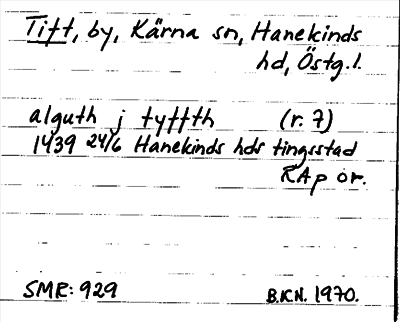 Tift, by, Kärna sn, Hanekinds
hd, Östg.l.
alguth j tyffth (r. 7)
1439 24/6 Hanekinds hds tingsstad
RAp or.
SMR: 929 B.KN. 1970.